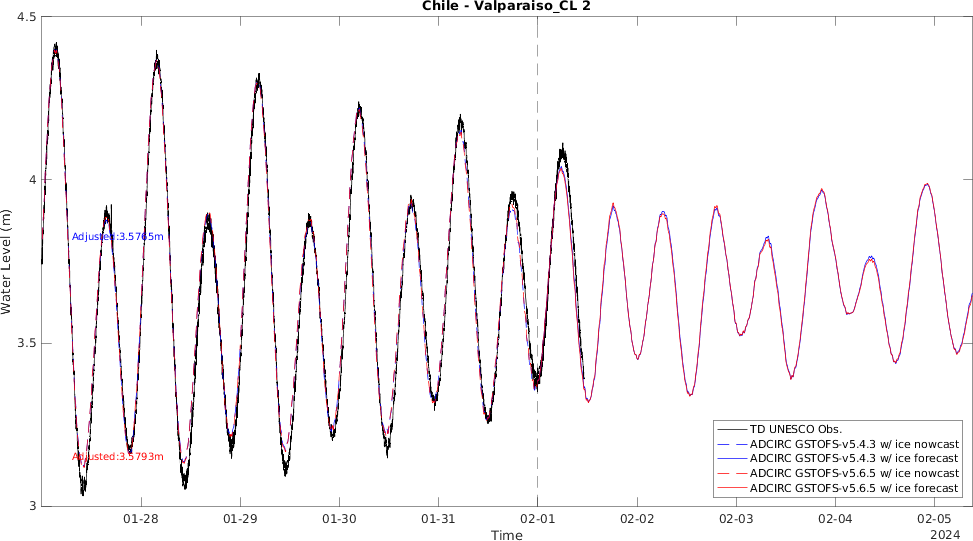 Chile - Valparaiso_CL 2
4.5
4
3.5
3
Water Level (m)
Adjusted:3.5765m
Adjusted:3.5793m
TD UNESCO Obs.
ADCIRC GSTOFS-v5.4.3 w/ ice nowcast
ADCIRC GSTOFS-v5.4.3 w/ ice forecast
ADCIRC GSTOFS-v5.6.5 w/ ice nowcast
ADCIRC GSTOFS-v5.6.5 w/ ice forecast
01-28 01-29 01-30 01-31 02-01 02-02 02-03 02-04 02-05
Time 2024